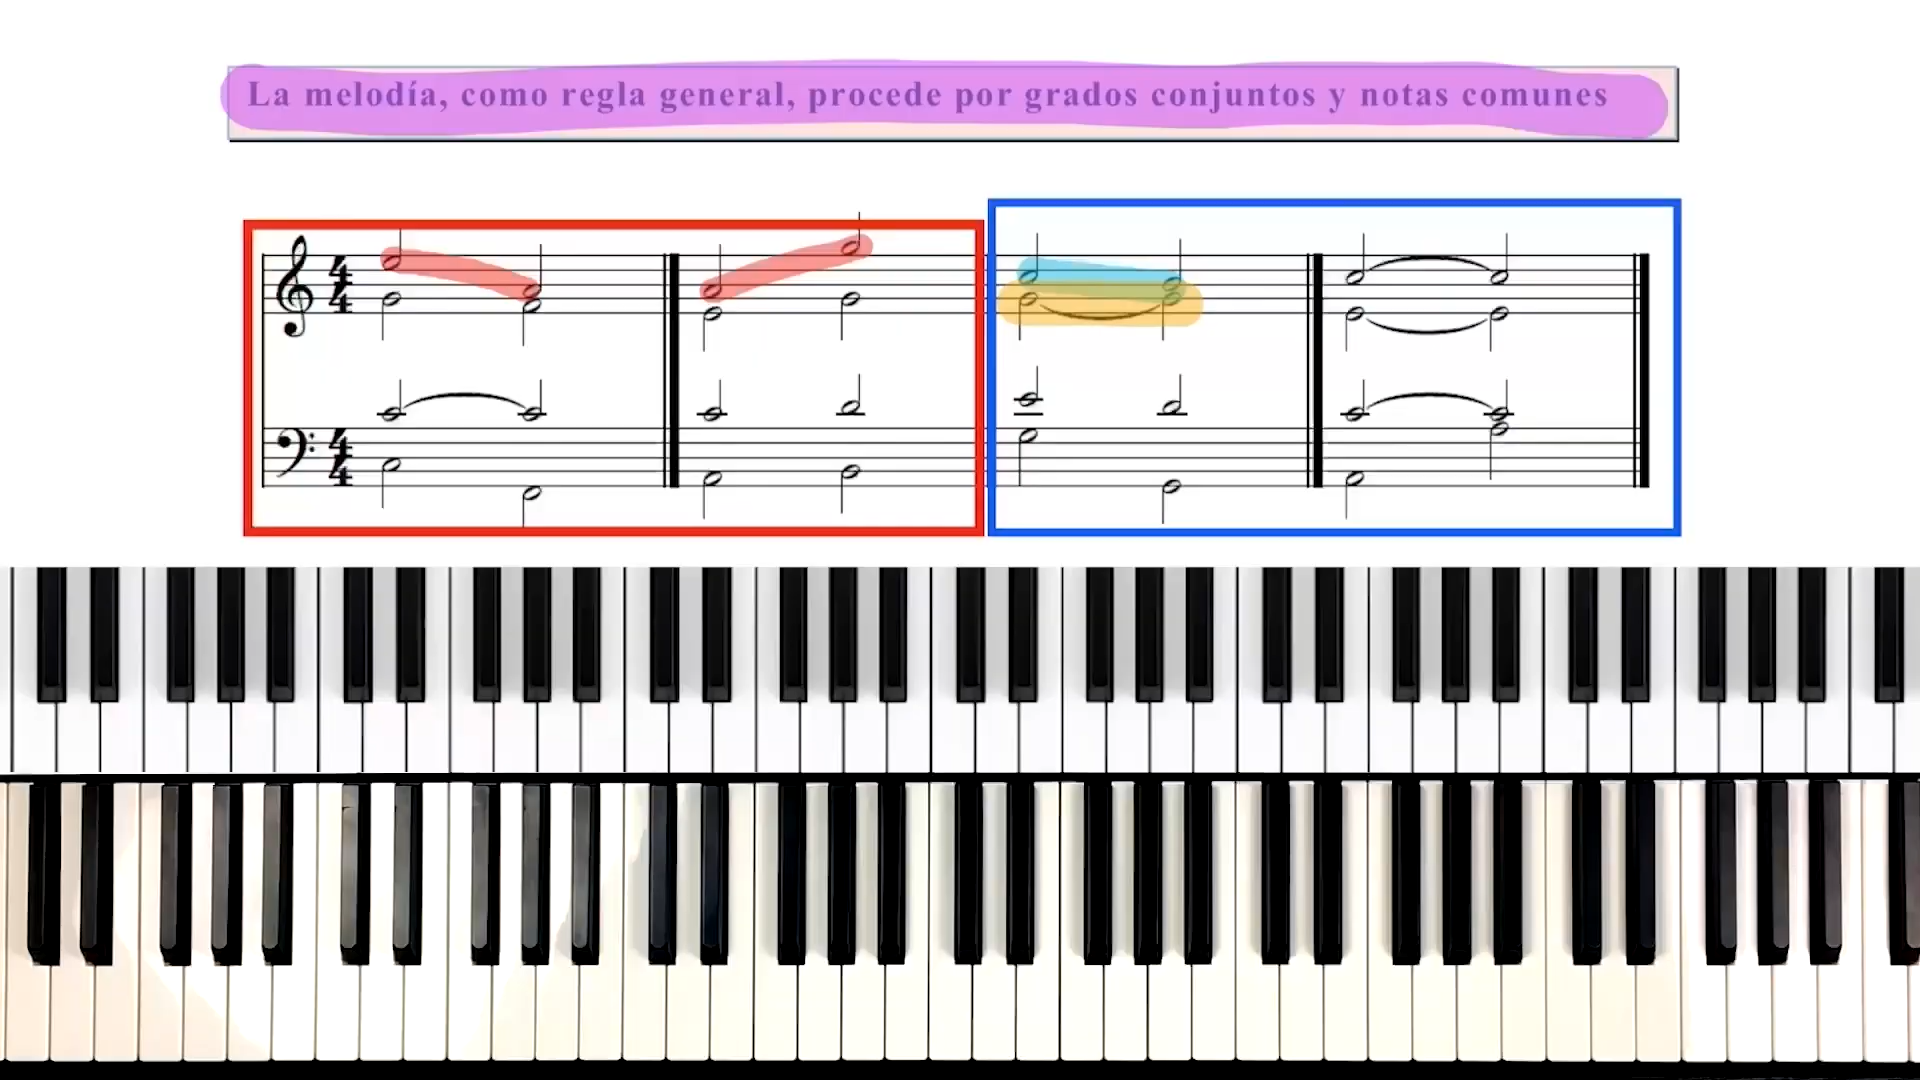 La melodía, como regla general, procede por grados conjuntos y notas comunes